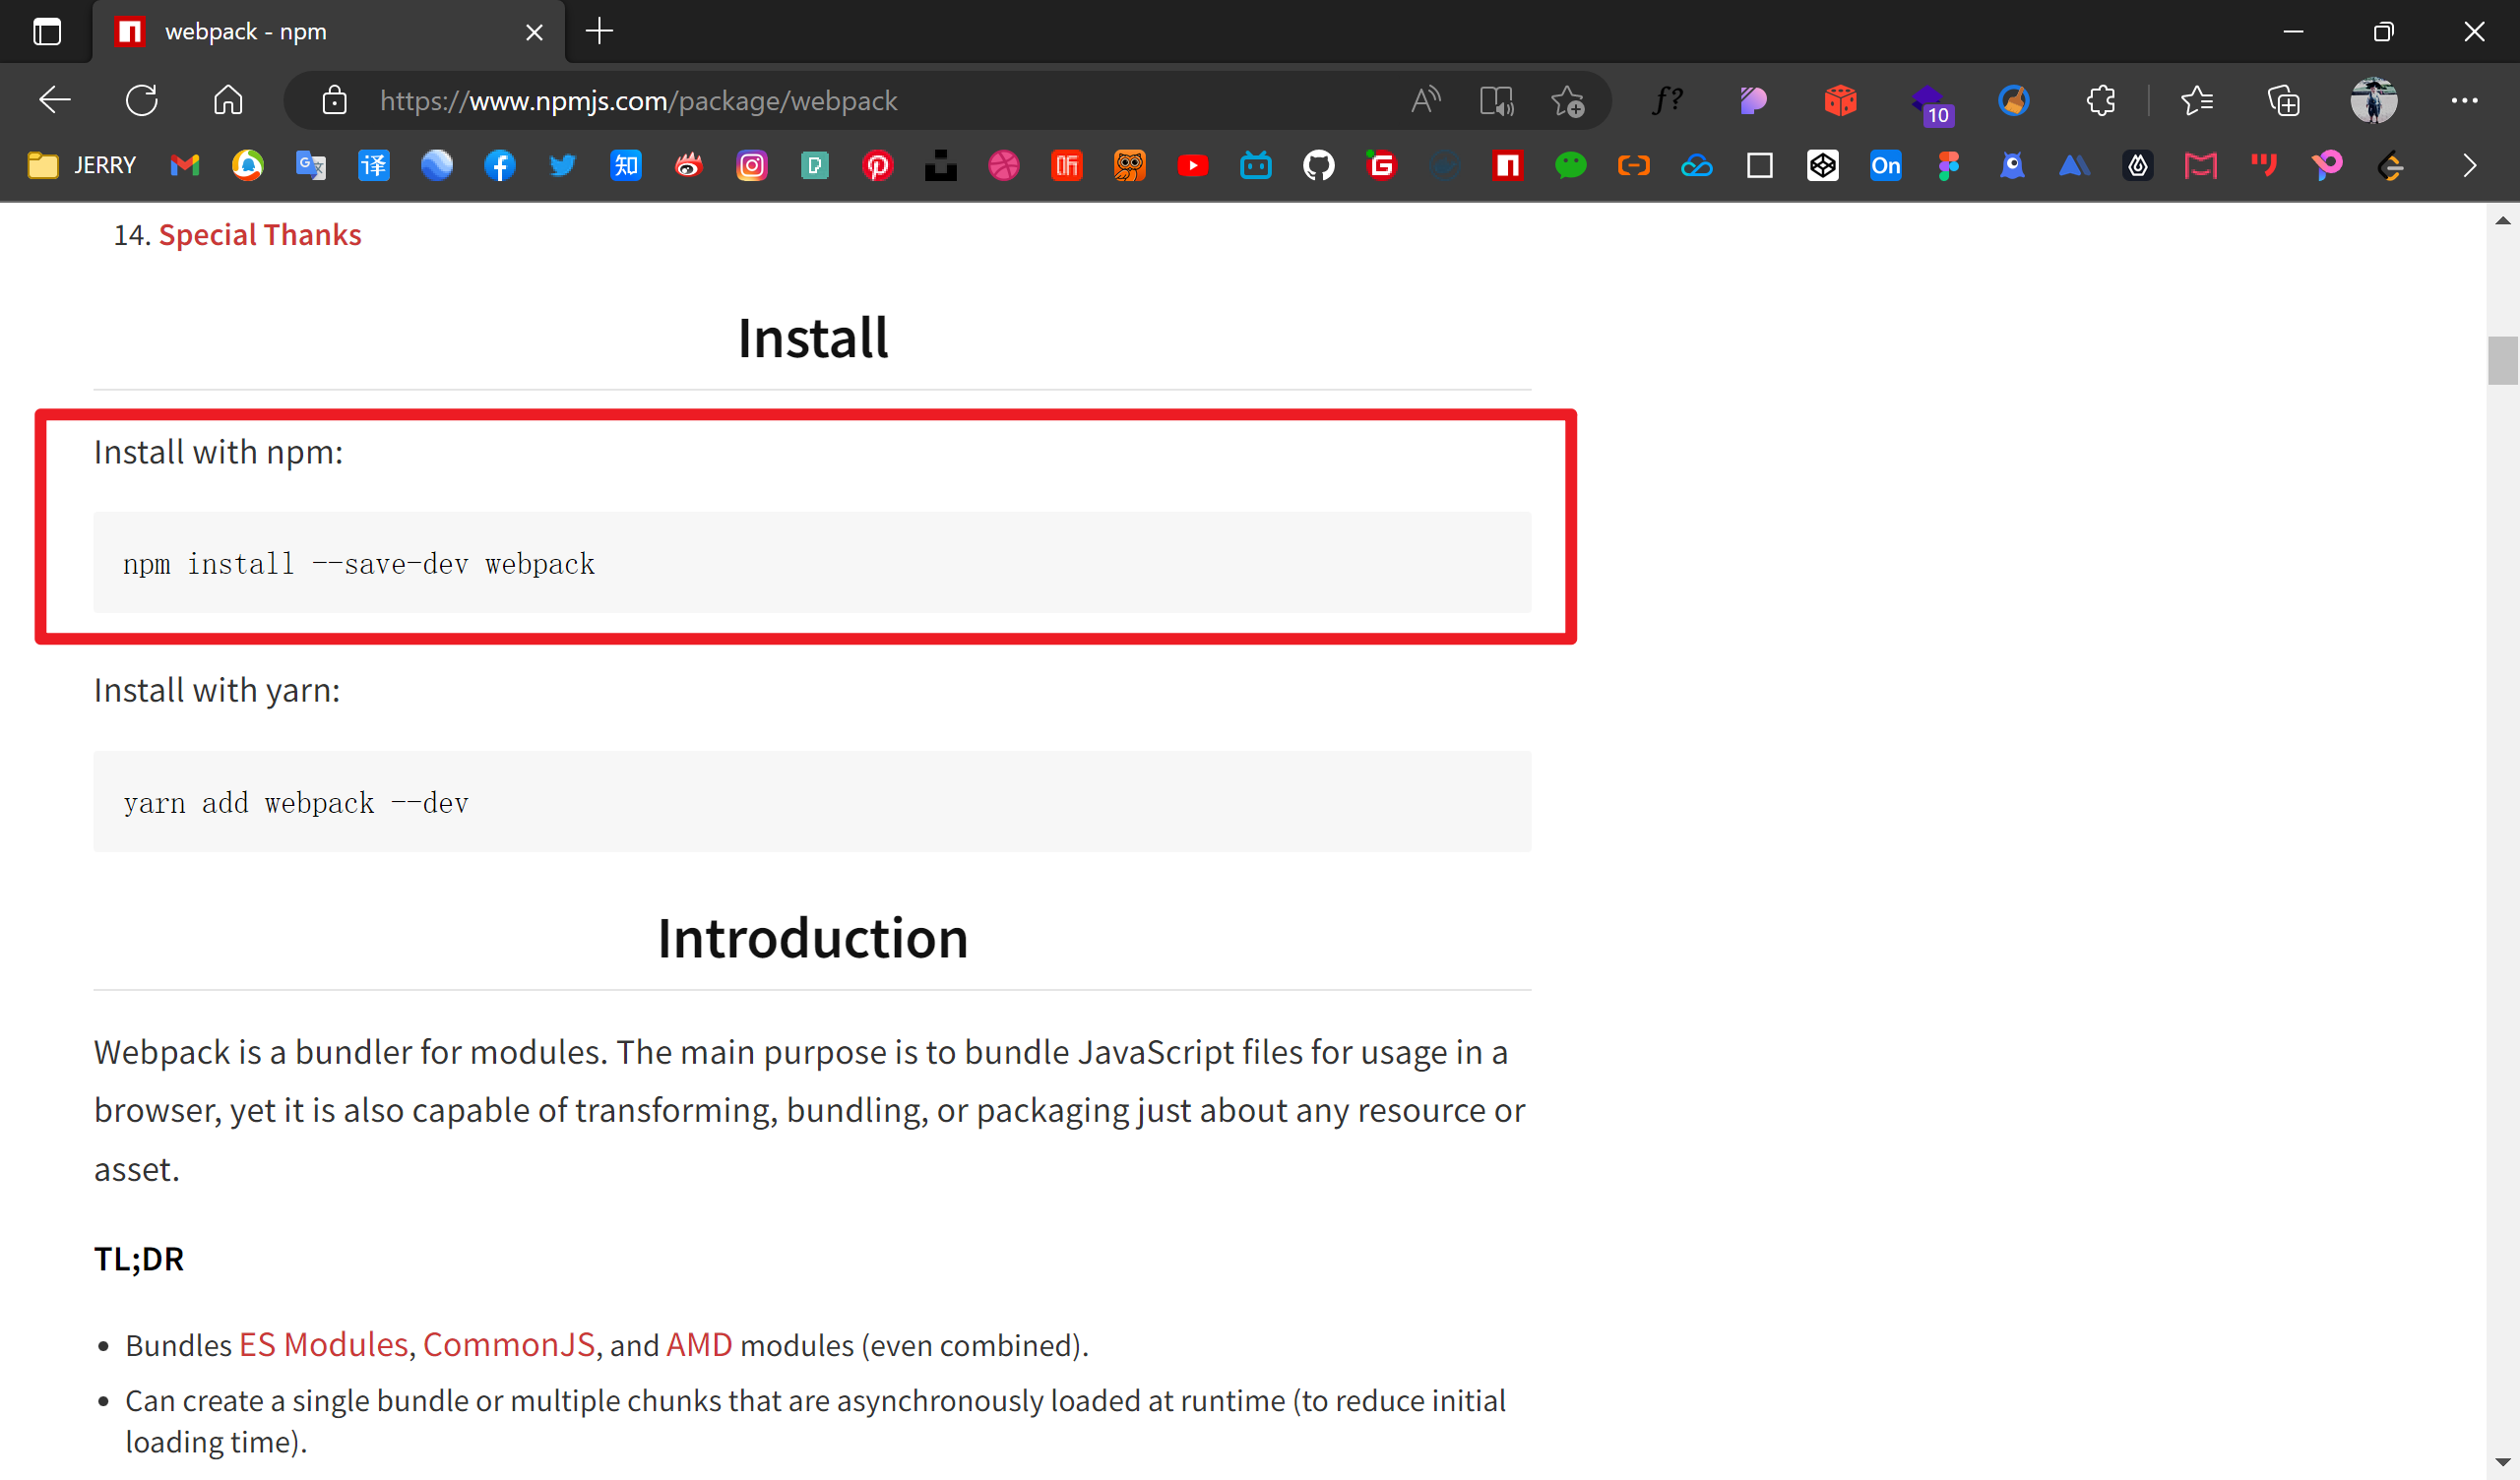 webpack - npm
https://www.npmjs.com/package/webpack
f?
10
JERRY
译
知
On
14. Special Thanks
Install
Install with npm:
npm install --save-dev webpack
Install with yarn:
yarn add webpack --dev
Introduction
Webpack is a bundler for modules. The main purpose is to bundle JavaScript files for usage in a
browser, yet it is also capable of transforming, bundling, or packaging just about any resource or
asset.
TL;DR
• Bundles ES Modules, CommonJS, and AMD modules (even combined).
• Can create a single bundle or multiple chunks that are asynchronously loaded at runtime (to reduce initial
loading time).